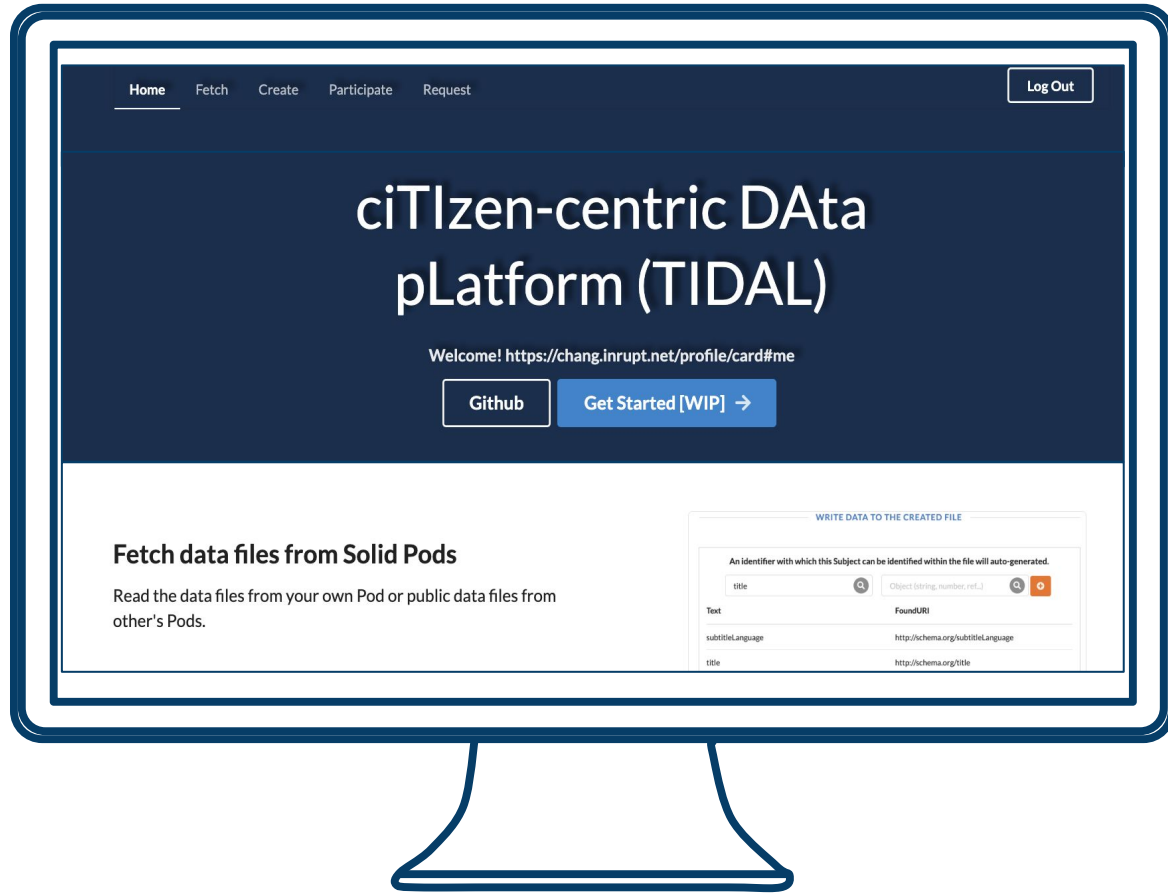 Home Fetch Create Participate Request Log Out
ciTIzen-centric DAta
pLatform (TIDAL)
Welcome! https://chang.inrupt.net/profile/card#me
Github Get Started [WIP] →
Fetch data files from Solid Pods
Read the data files from your own Pod or public data files from
other's Pods.
WRITE DATA TO THE CREATED FILE
An identifier with which this Subject can be identified within the file will auto-generated.
title Object (string, number, ref,..)
Text FoundURI
subtitleLanguage http://schema.org/subtitleLanguage
title http://schema.org/title